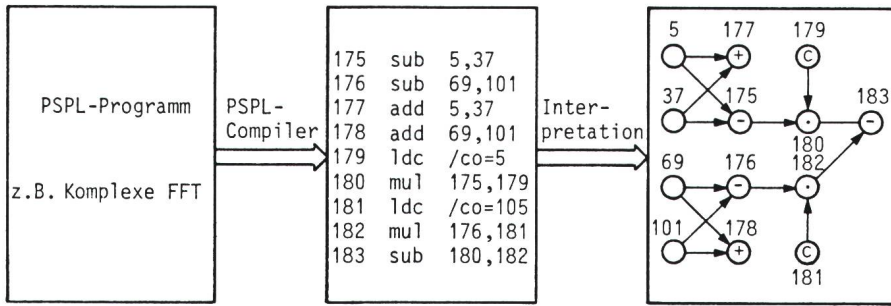 PSPL-Programm
z.B. Komplexe FFT
PSPL-
Compiler
175 sub 5,37
176 sub 69,101
177 add 5,37
178 add 69,101
179 ldc /co=5
180 mul 175,179
181 ldc /co=105
182 mul 176,181
183 sub 180,182
Inter-
pretation
5 177 179
+ C
37 175 183
- · -
180
69 176 182
- ·
101 178
+ C
181